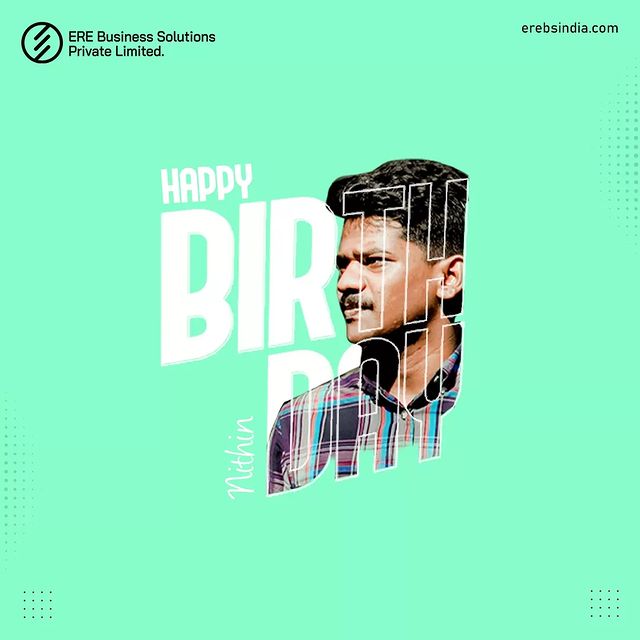 ERE Business Solutions
Private Limited.
erebsindia.com
HAPPY
BIRTH
DAY
Nithin